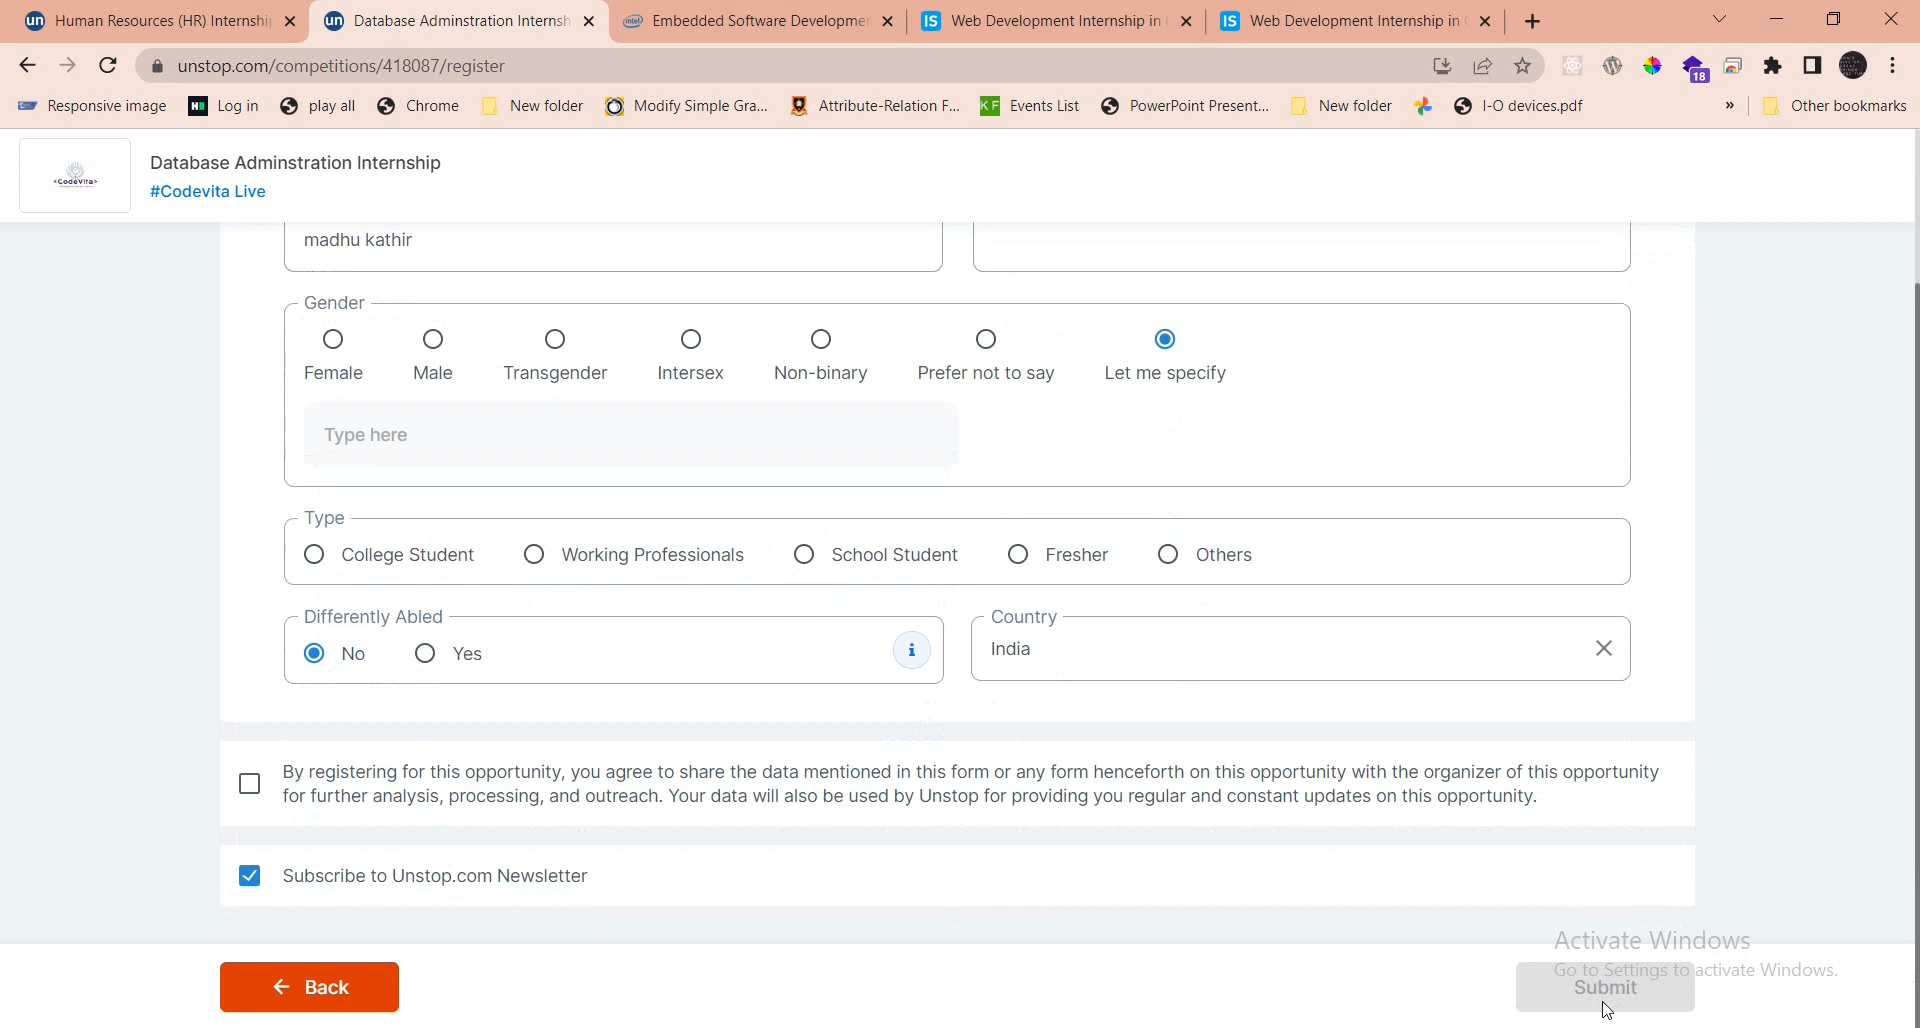 Human Resources (HR) Internshi
Database Adminstration Internsh
Embedded Software Developme
Web Development Internship in
Web Development Internship in
unstop.com/competitions/418087/register
18
Responsive image
Log in
play all
Chrome
New folder
Modify Simple Gra...
Attribute-Relation F...
KF Events List
PowerPoint Present...
New folder
I-O devices.pdf
»
Other bookmarks
<CodeVita>
Database Adminstration Internship
#Codevita Live
madhu kathir
Gender
Female
Male
Transgender
Intersex
Non-binary
Prefer not to say
Let me specify
Type here
Type
College Student
Working Professionals
School Student
Fresher
Others
Differently Abled
No
Yes
Country
India
By registering for this opportunity, you agree to share the data mentioned in this form or any form henceforth on this opportunity with the organizer of this opportunity
for further analysis, processing, and outreach. Your data will also be used by Unstop for providing you regular and constant updates on this opportunity.
Subscribe to Unstop.com Newsletter
Activate Windows
Go to Settings to activate Windows.
Back
Submit